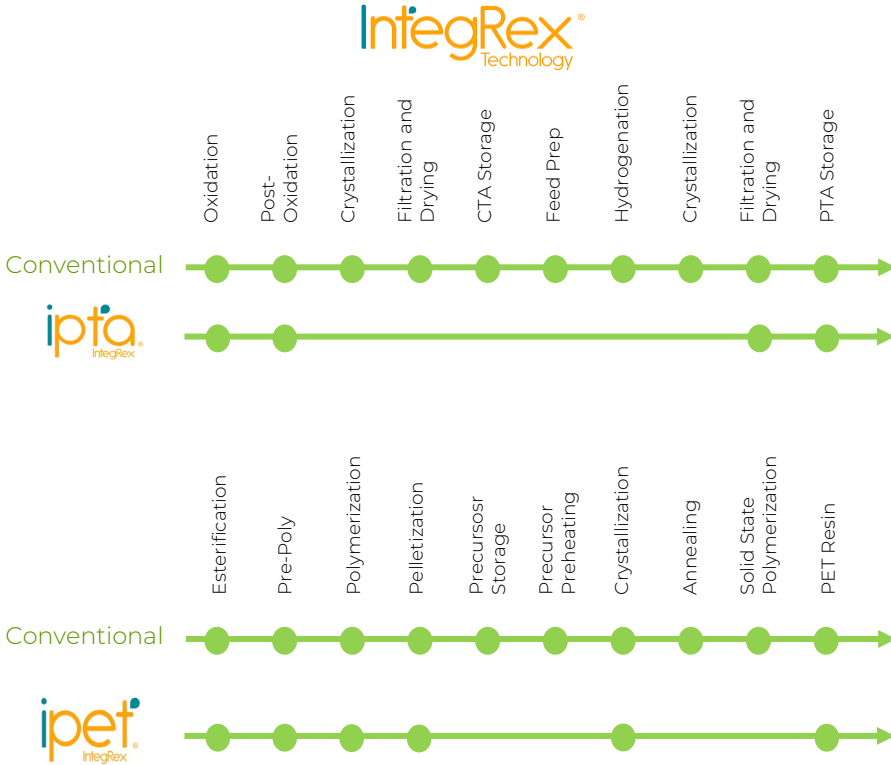 IntegRex®
Technology
Oxidation
Post-
Oxidation
Crystallization
Filtration and
Drying
CTA Storage
Feed Prep
Hydrogenation
Crystallization
Filtration and
Drying
PTA Storage
Conventional
ipta®
IntegRex
Esterification
Pre-Poly
Polymerization
Pelletization
Precursosr
Storage
Precursor
Preheating
Crystallization
Annealing
Solid State
Polymerization
PET Resin
Conventional
ipet®
IntegRex